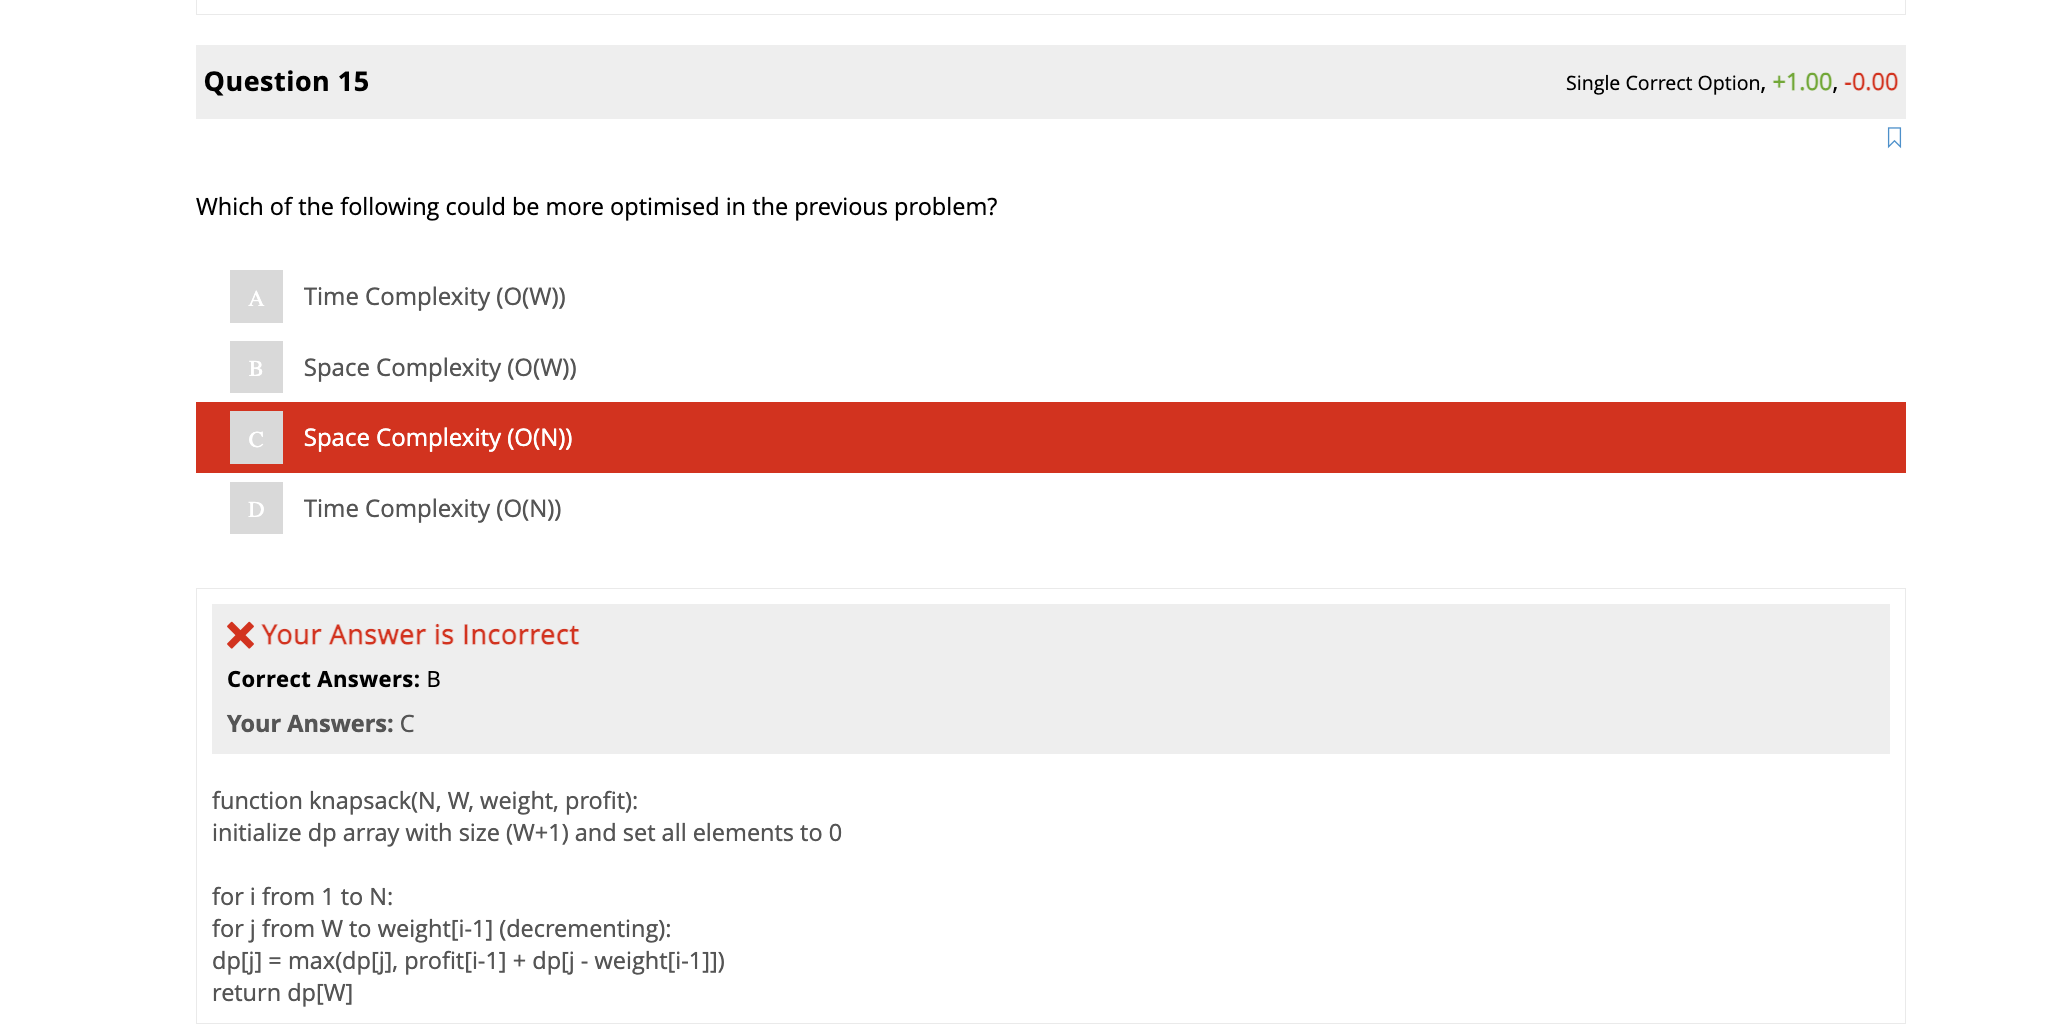 Question 15
Single Correct Option, +1.00, -0.00
Which of the following could be more optimised in the previous problem?
A Time Complexity (O(W))
B Space Complexity (O(W))
C Space Complexity (O(N))
D Time Complexity (O(N))
Your Answer is Incorrect
Correct Answers: B
Your Answers: C
function knapsack(N, W, weight, profit):
initialize dp array with size (W+1) and set all elements to 0
for i from 1 to N:
for j from W to weight[i-1] (decrementing):
dp[j] = max(dp[j], profit[i-1] + dp[j - weight[i-1]])
return dp[W]